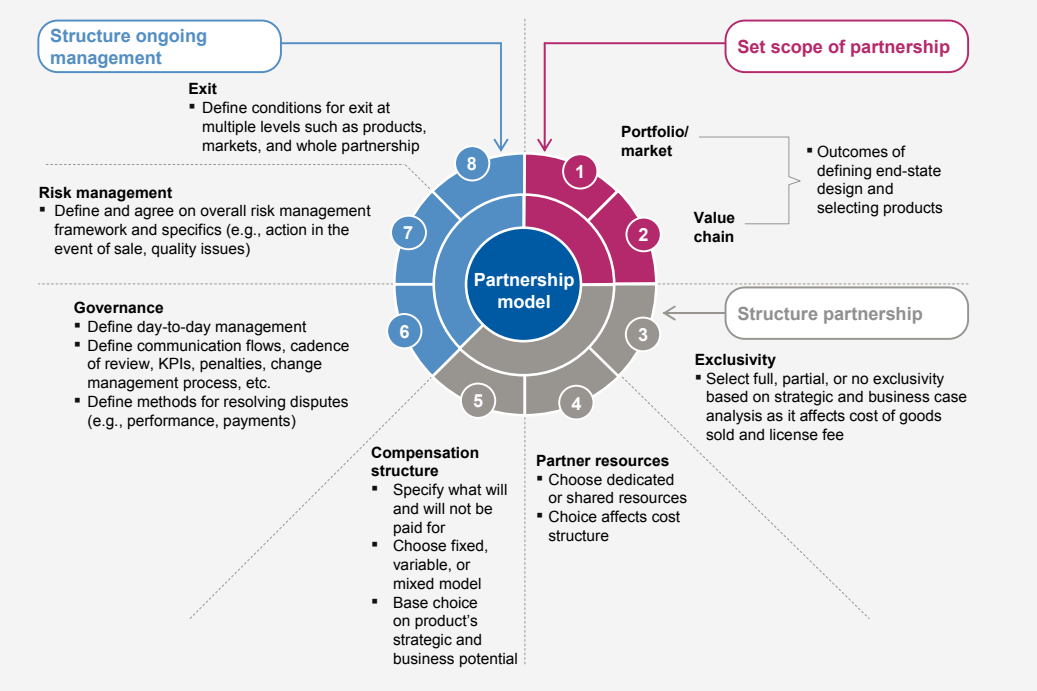 Structure ongoing
management
Set scope of partnership
Exit
▪ Define conditions for exit at
multiple levels such as products,
markets, and whole partnership
Portfolio/
market
▪ Outcomes of
defining end-state
design and
selecting products
Value
chain
Risk management
▪ Define and agree on overall risk management
framework and specifics (e.g., action in the
event of sale, quality issues)
8
1
7
2
Partnership
model
6
3
5
4
Governance
▪ Define day-to-day management
▪ Define communication flows, cadence
of review, KPIs, penalties, change
management process, etc.
▪ Define methods for resolving disputes
(e.g., performance, payments)
Structure partnership
Exclusivity
▪ Select full, partial, or no exclusivity
based on strategic and business case
analysis as it affects cost of goods
sold and license fee
Compensation
structure
▪ Specify what will
and will not be
paid for
▪ Choose fixed,
variable, or
mixed model
▪ Base choice
on product's
strategic and
business potential
Partner resources
▪ Choose dedicated
or shared resources
▪ Choice affects cost
structure